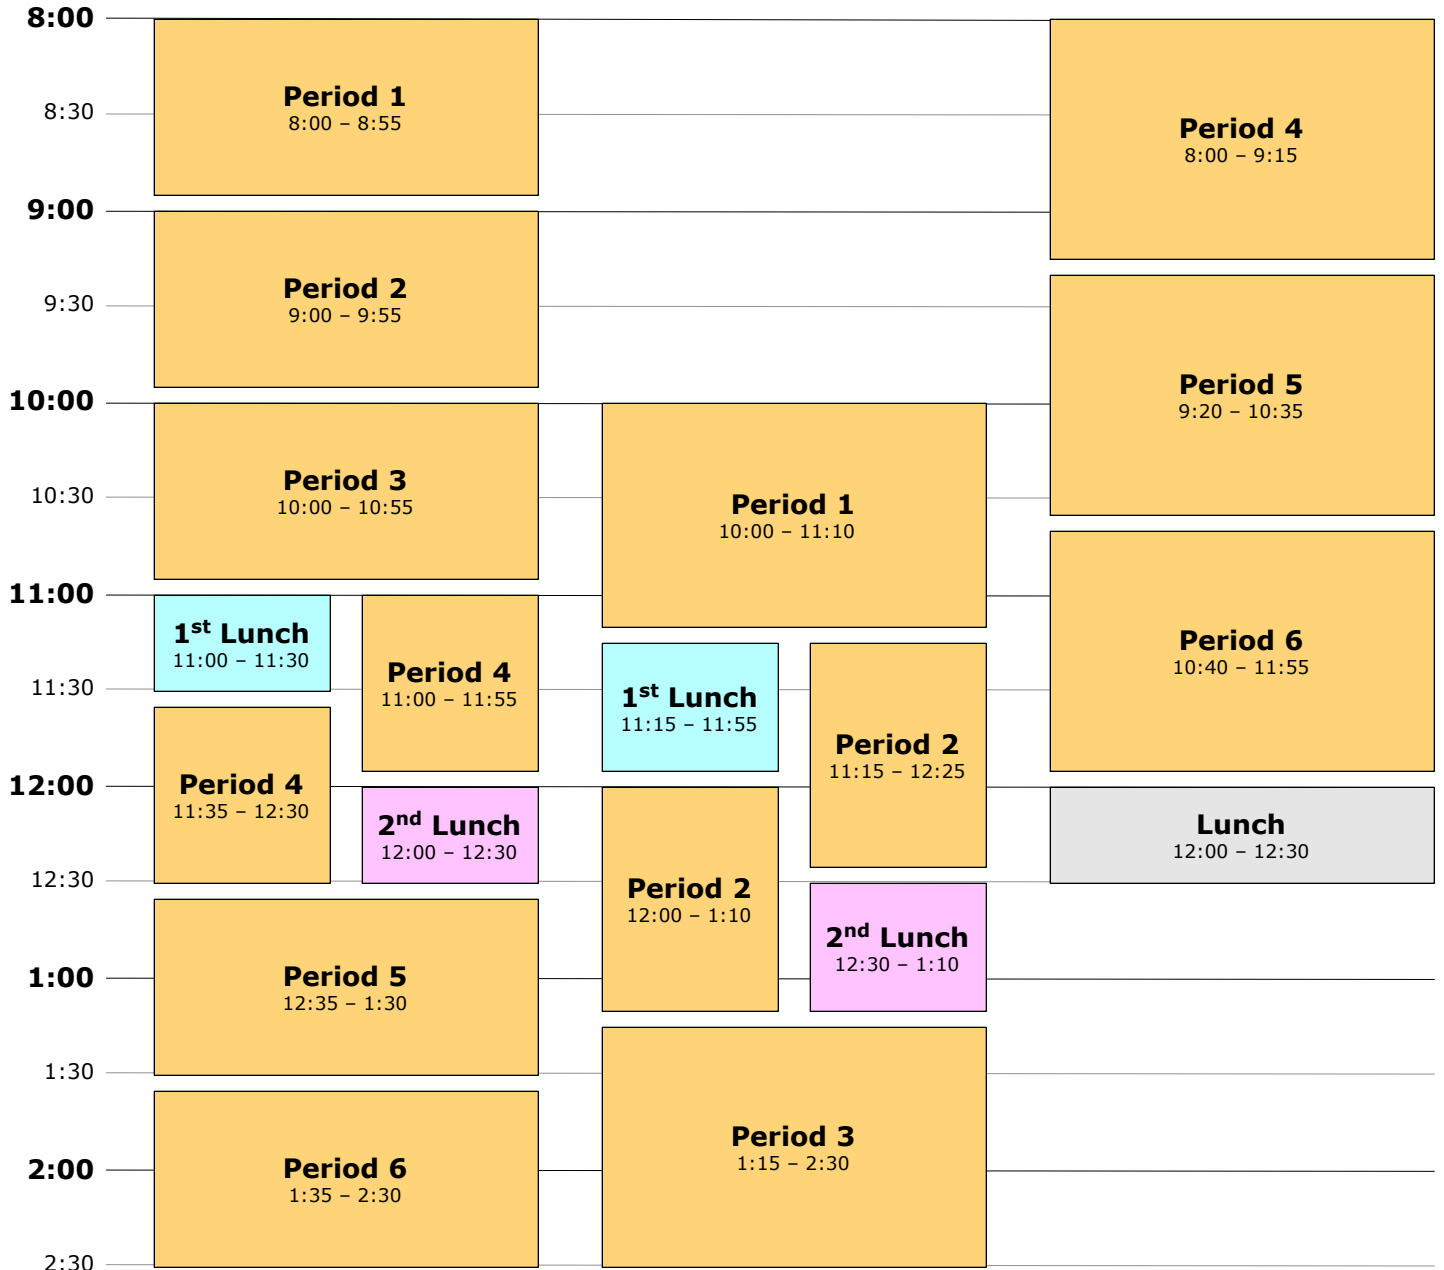 8:00
8:30
9:00
9:30
10:00
10:30
11:00
11:30
12:00
12:30
1:00
1:30
2:00
2:30
Period 1
8:00 – 8:55
Period 2
9:00 – 9:55
Period 3
10:00 – 10:55
1st Lunch
11:00 – 11:30
Period 4
11:35 – 12:30
Period 4
11:00 – 11:55
2nd Lunch
12:00 – 12:30
Period 5
12:35 – 1:30
Period 6
1:35 – 2:30
Period 1
10:00 – 11:10
1st Lunch
11:15 – 11:55
Period 2
12:00 – 1:10
Period 2
11:15 – 12:25
2nd Lunch
12:30 – 1:10
Period 3
1:15 – 2:30
Period 4
8:00 – 9:15
Period 5
9:20 – 10:35
Period 6
10:40 – 11:55
Lunch
12:00 – 12:30